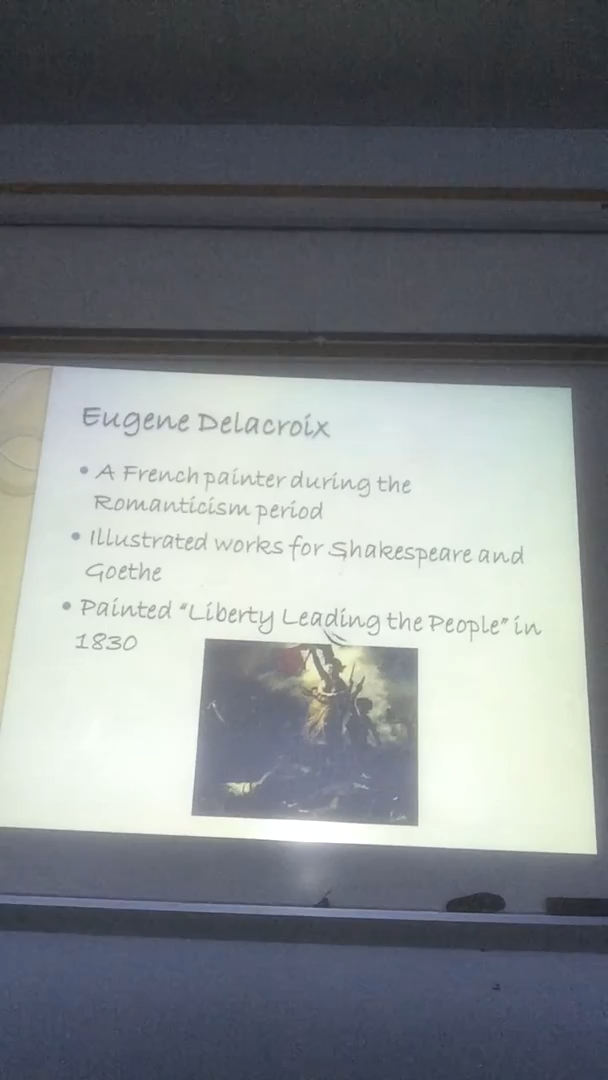 Eugene Delacroix
• A French painter during the
Romanticism period
• Illustrated works for Shakespeare and
Goethe
• Painted "Liberty Leading the People" in
1830